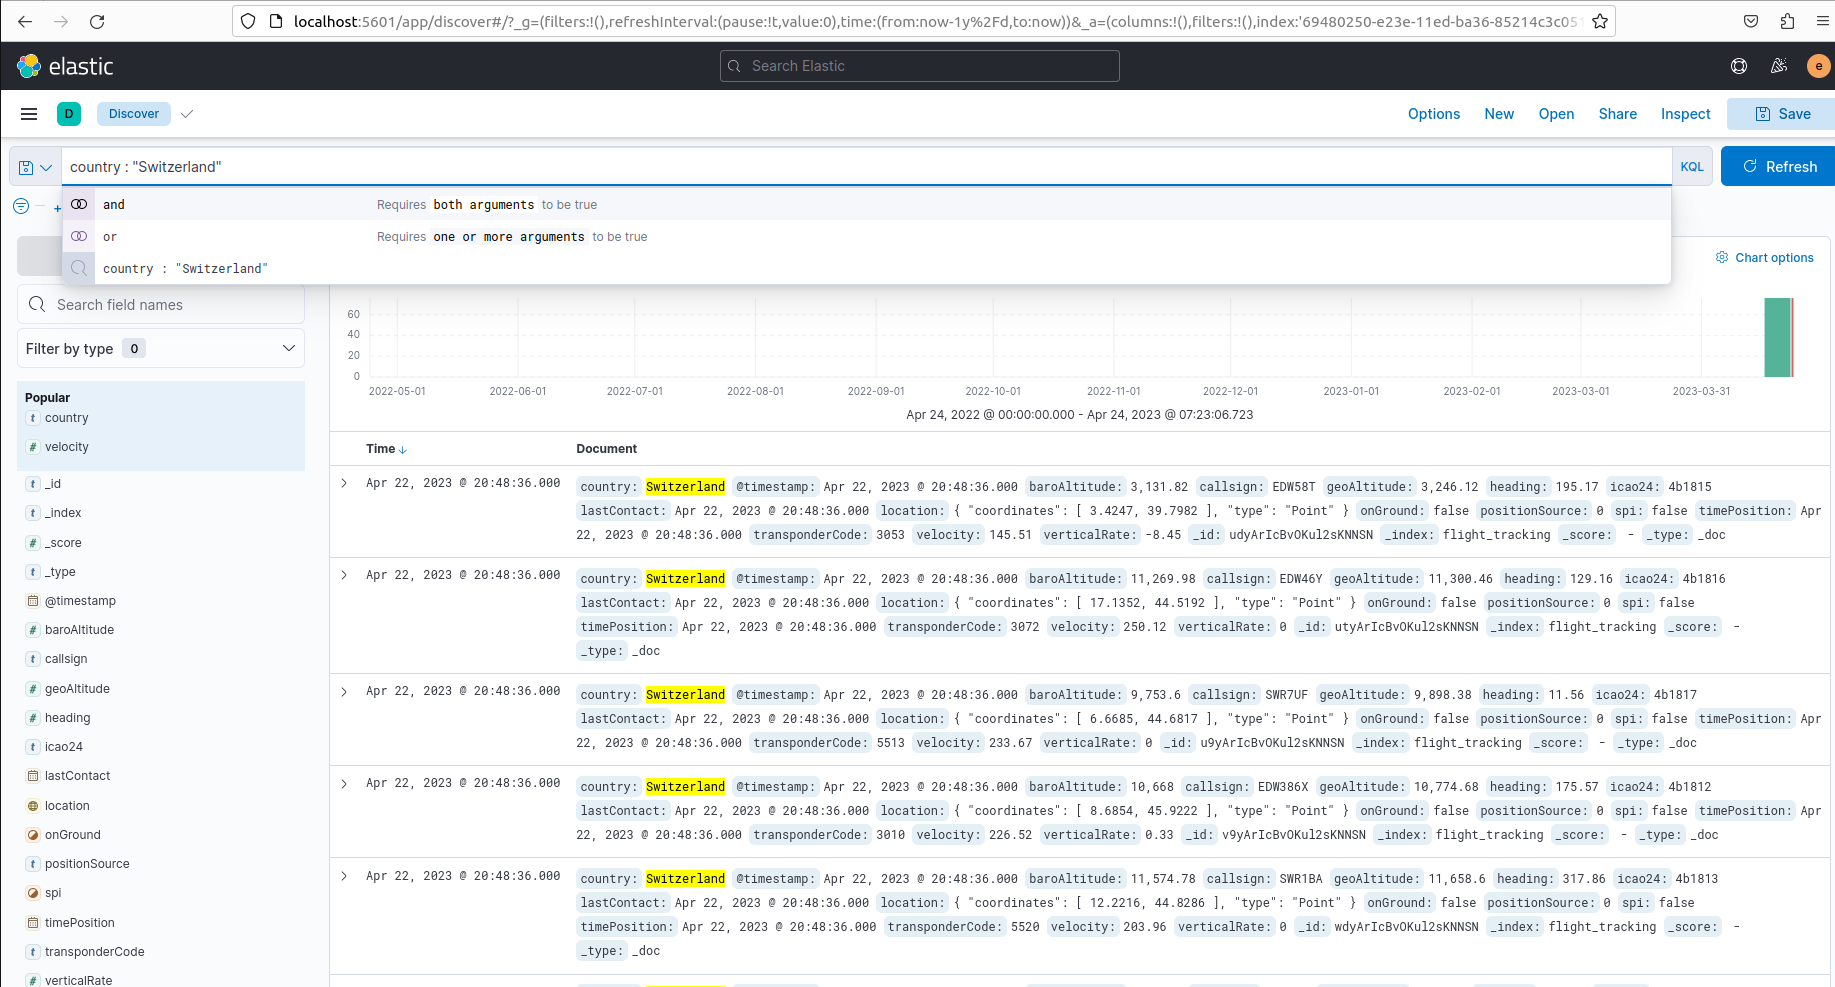 localhost:5601/app/discover#/?_g=(filters:!(),refreshInterval:(pause:!t,value:0),time:(from:now-1y%2Fd,to:now))&_a=(columns:!(),filters:!(),index:'69480250-e23e-11ed-ba36-85214c3c051
elastic
Search Elastic
e
D Discover
Options New Open Share Inspect Save
country : "Switzerland"
KQL Refresh
and Requires both arguments to be true
or Requires one or more arguments to be true
country : "Switzerland"
Chart options
Search field names
Filter by type 0
Popular
t country
# velocity
t _id
t _index
# _score
t _type
@timestamp
# baroAltitude
t callsign
# geoAltitude
# heading
t icao24
lastContact
location
onGround
t positionSource
spi
timePosition
t transponderCode
# verticalRate
60
40
20
0
2022-05-01 2022-06-01 2022-07-01 2022-08-01 2022-09-01 2022-10-01 2022-11-01 2022-12-01 2023-01-01 2023-02-01 2023-03-01 2023-03-31
Apr 24, 2022 @ 00:00:00.000 - Apr 24, 2023 @ 07:23:06.723
Time Document
Apr 22, 2023 @ 20:48:36.000 country: Switzerland @timestamp: Apr 22, 2023 @ 20:48:36.000 baroAltitude: 3,131.82 callsign: EDW58T geoAltitude: 3,246.12 heading: 195.17 icao24: 4b1815
lastContact: Apr 22, 2023 @ 20:48:36.000 location: { "coordinates": [ 3.4247, 39.7982 ], "type": "Point" } onGround: false positionSource: 0 spi: false timePosition: Apr
22, 2023 @ 20:48:36.000 transponderCode: 3053 velocity: 145.51 verticalRate: -8.45 _id: udyArIcBvOKul2sKNNSN _index: flight_tracking _score: - _type: _doc
Apr 22, 2023 @ 20:48:36.000 country: Switzerland @timestamp: Apr 22, 2023 @ 20:48:36.000 baroAltitude: 11,269.98 callsign: EDW46Y geoAltitude: 11,300.46 heading: 129.16 icao24: 4b1816
lastContact: Apr 22, 2023 @ 20:48:36.000 location: { "coordinates": [ 17.1352, 44.5192 ], "type": "Point" } onGround: false positionSource: 0 spi: false
timePosition: Apr 22, 2023 @ 20:48:36.000 transponderCode: 3072 velocity: 250.12 verticalRate: 0 _id: utyArIcBvOKul2sKNNSN _index: flight_tracking _score: -
_type: _doc
Apr 22, 2023 @ 20:48:36.000 country: Switzerland @timestamp: Apr 22, 2023 @ 20:48:36.000 baroAltitude: 9,753.6 callsign: SWR7UF geoAltitude: 9,898.38 heading: 11.56 icao24: 4b1817
lastContact: Apr 22, 2023 @ 20:48:36.000 location: { "coordinates": [ 6.6685, 44.6817 ], "type": "Point" } onGround: false positionSource: 0 spi: false timePosition: Apr
22, 2023 @ 20:48:36.000 transponderCode: 5513 velocity: 233.67 verticalRate: 0 _id: u9yArIcBvOKul2sKNNSN _index: flight_tracking _score: - _type: _doc
Apr 22, 2023 @ 20:48:36.000 country: Switzerland @timestamp: Apr 22, 2023 @ 20:48:36.000 baroAltitude: 10,668 callsign: EDW386X geoAltitude: 10,774.68 heading: 175.57 icao24: 4b1812
lastContact: Apr 22, 2023 @ 20:48:36.000 location: { "coordinates": [ 8.6854, 45.9222 ], "type": "Point" } onGround: false positionSource: 0 spi: false timePosition: Apr
22, 2023 @ 20:48:36.000 transponderCode: 3010 velocity: 226.52 verticalRate: 0.33 _id: v9yArIcBvOKul2sKNNSN _index: flight_tracking _score: - _type: _doc
Apr 22, 2023 @ 20:48:36.000 country: Switzerland @timestamp: Apr 22, 2023 @ 20:48:36.000 baroAltitude: 11,574.78 callsign: SWR1BA geoAltitude: 11,658.6 heading: 317.86 icao24: 4b1813
lastContact: Apr 22, 2023 @ 20:48:36.000 location: { "coordinates": [ 12.2216, 44.8286 ], "type": "Point" } onGround: false positionSource: 0 spi: false
timePosition: Apr 22, 2023 @ 20:48:36.000 transponderCode: 5520 velocity: 203.96 verticalRate: 0 _id: wdyArIcBvOKul2sKNNSN _index: flight_tracking _score: -
_type: _doc